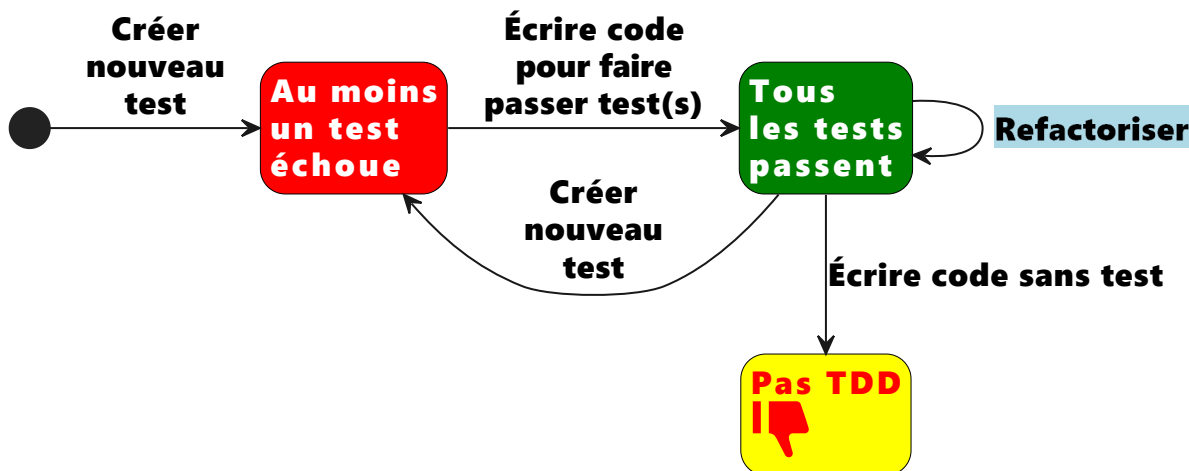 Créer
nouveau
test
Au moins
un test
échoue
Écrire code
pour faire
passer test(s)
Tous
les tests
passent
Refactoriser
Créer
nouveau
test
Écrire code sans test
Pas TDD